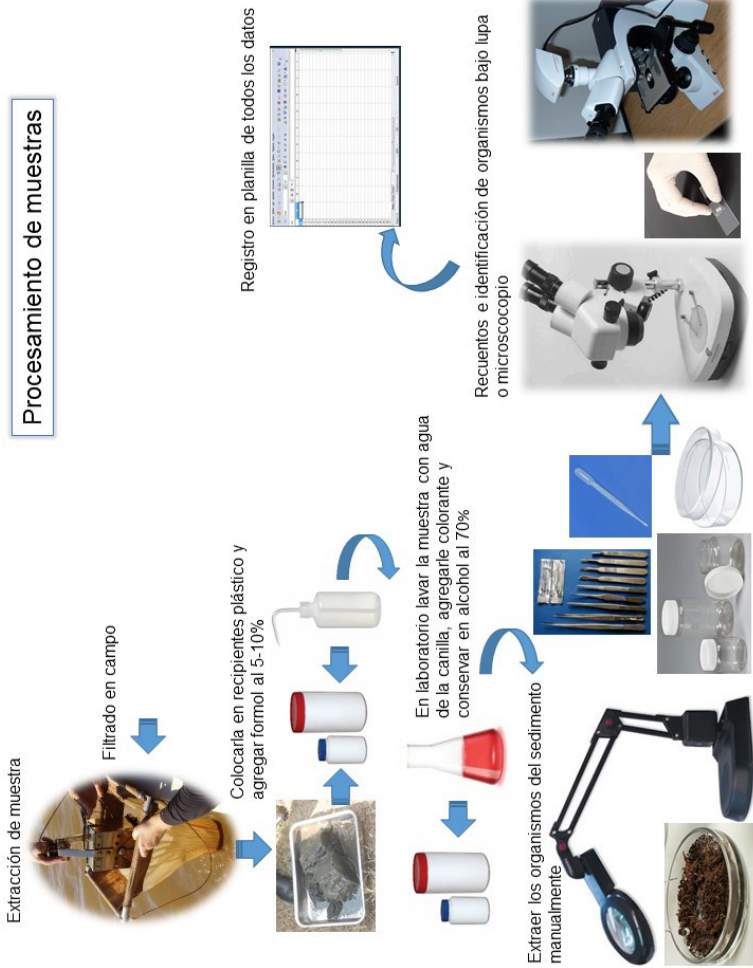 Procesamiento de muestras
Extracción de muestra
Filtrado en campo
Colocarla en recipientes plástico y
agregar formol al 5-10%
En laboratorio lavar la muestra con agua
de la canilla, agregarle colorante y
conservar en alcohol al 70%
Extraer los organismos del sedimento
manualmente
Recuentos e identificación de organismos bajo lupa
o microscocopio
Registro en planilla de todos los datos